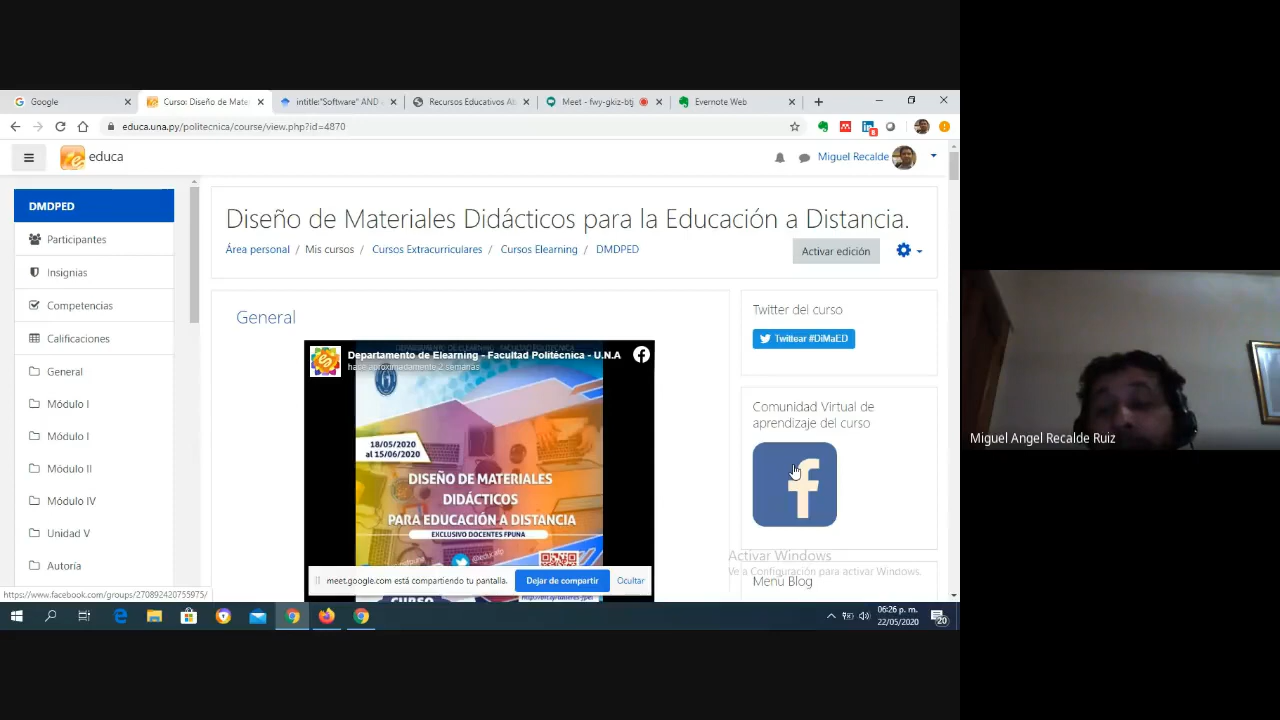 Google
Curso: Diseño de Mate
intitle:"Software" AND
Recursos Educativos Ab
Meet - fwy-gkiz-btj
Evernote Web
educa.una.py/politecnica/course/view.php?id=4870
educa
Miguel Recalde
DMDPED
Participantes
Insignias
Competencias
Calificaciones
General
Módulo I
Módulo I
Módulo II
Módulo IV
Unidad V
Autoría
https://www.facebook.com/groups/270892420755975/
Diseño de Materiales Didácticos para la Educación a Distancia.
Área personal / Mis cursos / Cursos Extracurriculares / Cursos Elearning / DMDPED
Activar edición
General
Departamento de Elearning - Facultad Politécnica - U.N.A
hace aproximadamente 2 semanas
18/05/2020
al 15/06/2020
DISEÑO DE MATERIALES
DIDÁCTICOS
PARA EDUCACIÓN A DISTANCIA
EXCLUSIVO DOCENTES FPUNA
meet.google.com está compartiendo tu pantalla.
Dejar de compartir
Ocultar
CURSO
Twitter del curso
Twittear #DiMaED
Comunidad Virtual de
aprendizaje del curso
f
Activar Windows
Ve a Configuración para activar Windows.
Menu Blog
06:26 p. m.
22/05/2020
20
Miguel Angel Recalde Ruiz